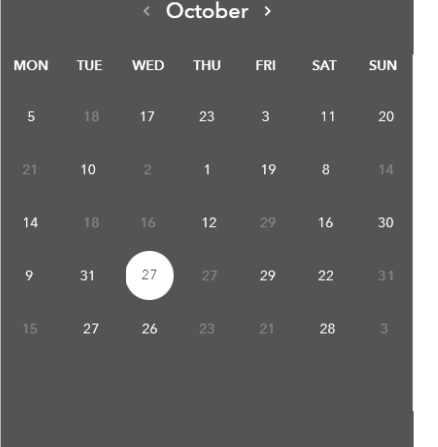 ‹ October ›
MON TUE WED THU FRI SAT SUN
5 18 17 23 3 11 20
21 10 2 1 19 8 14
14 18 16 12 29 16 30
9 31 27 27 29 22 31
15 27 26 23 21 28 3